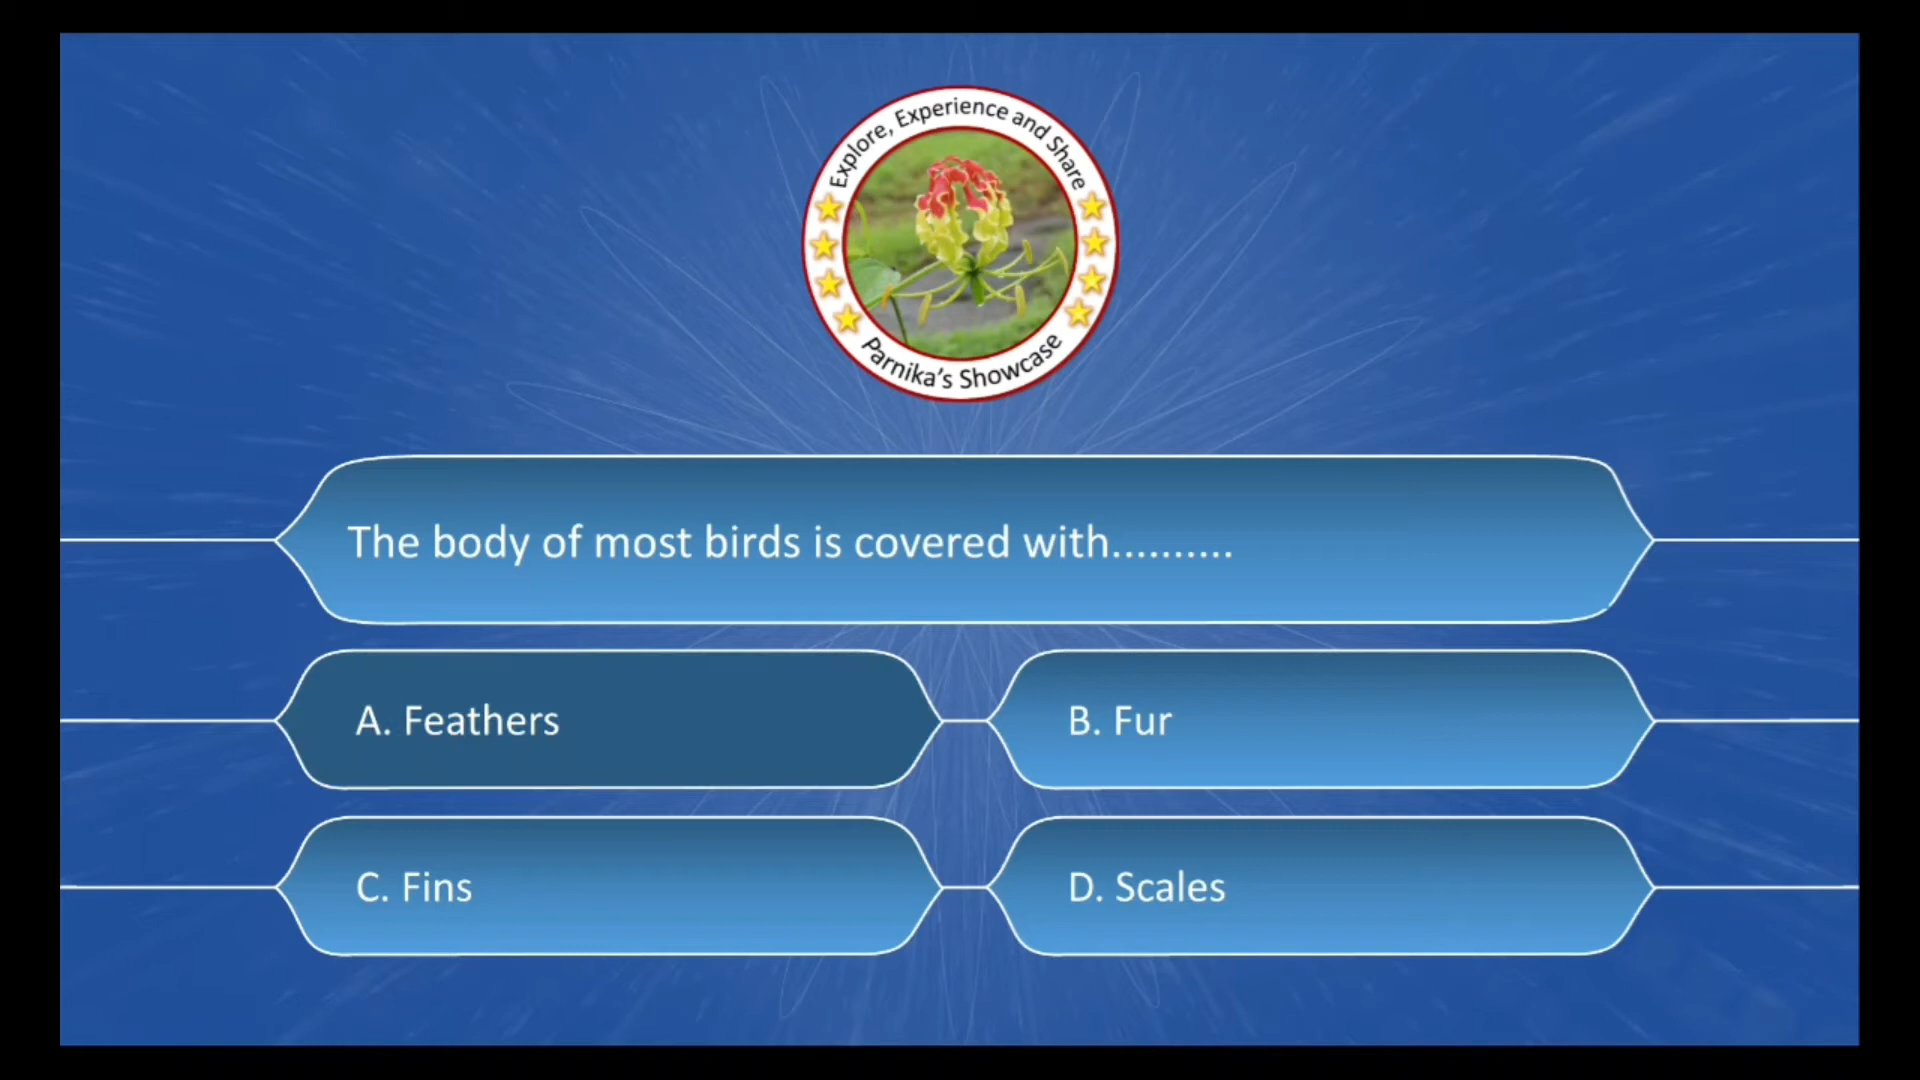 Explore, Experience and Share
Parnika's Showcase
The body of most birds is covered with..........
A. Feathers
B. Fur
C. Fins
D. Scales